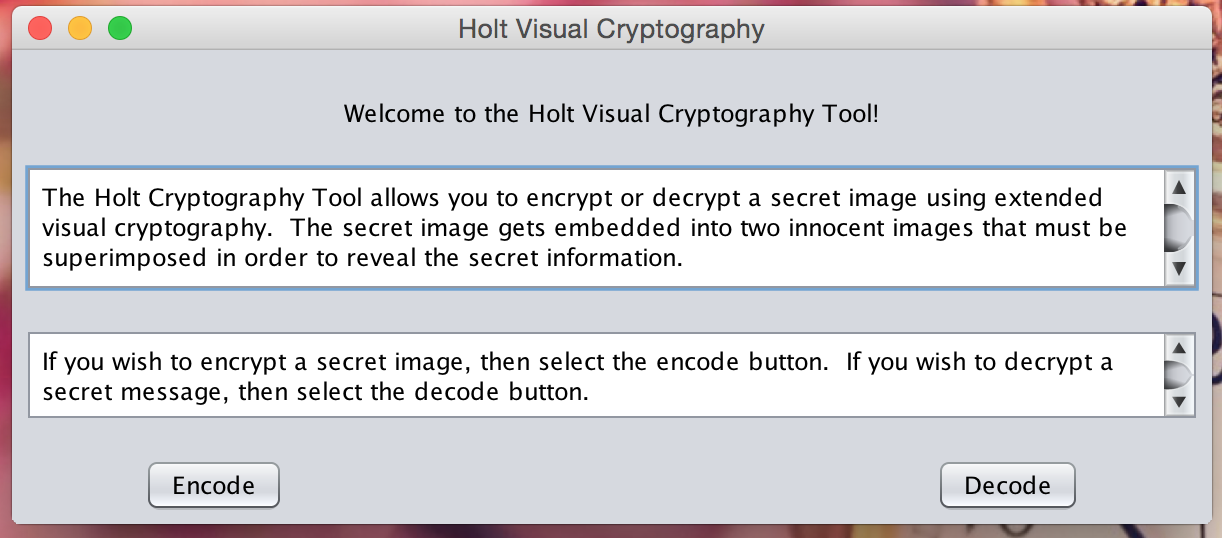 Holt Visual Cryptography
Welcome to the Holt Visual Cryptography Tool!
The Holt Cryptography Tool allows you to encrypt or decrypt a secret image using extended
visual cryptography.  The secret image gets embedded into two innocent images that must be
superimposed in order to reveal the secret information.
If you wish to encrypt a secret image, then select the encode button.  If you wish to decrypt a
secret message, then select the decode button.
Encode
Decode